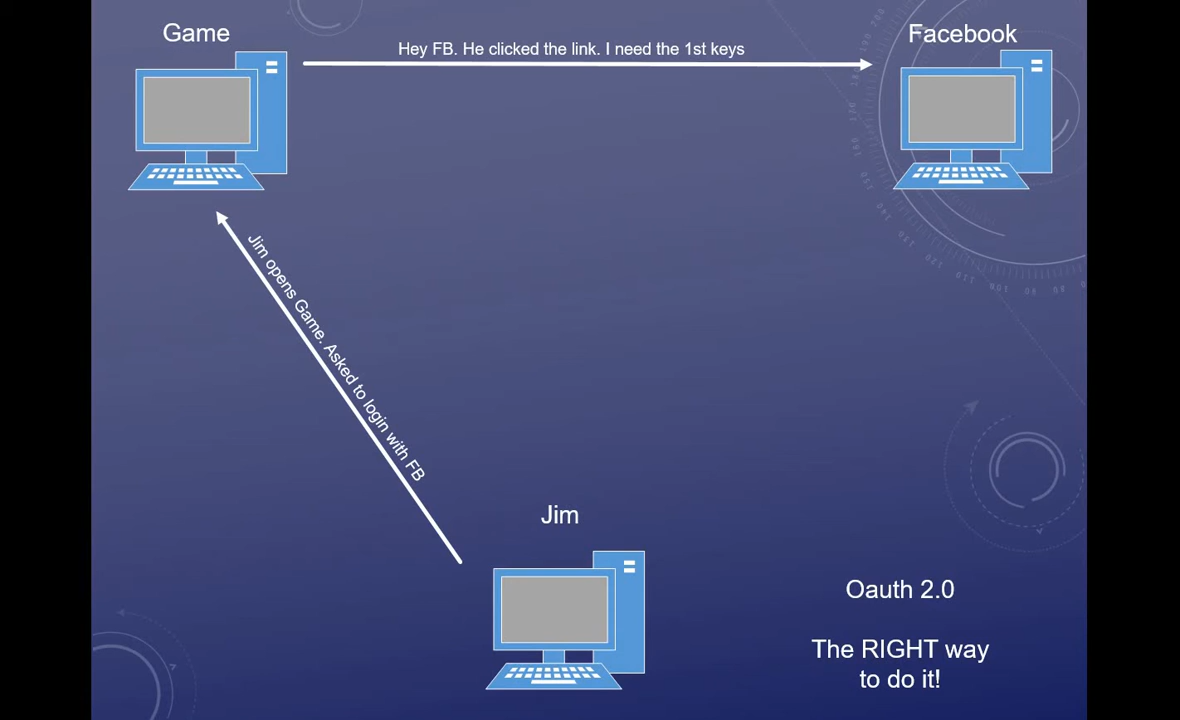 Game
Facebook
Hey FB. He clicked the link. I need the 1st keys
Jim opens Game. Asked to login with FB
Jim
Oauth 2.0
The RIGHT way
to do it!